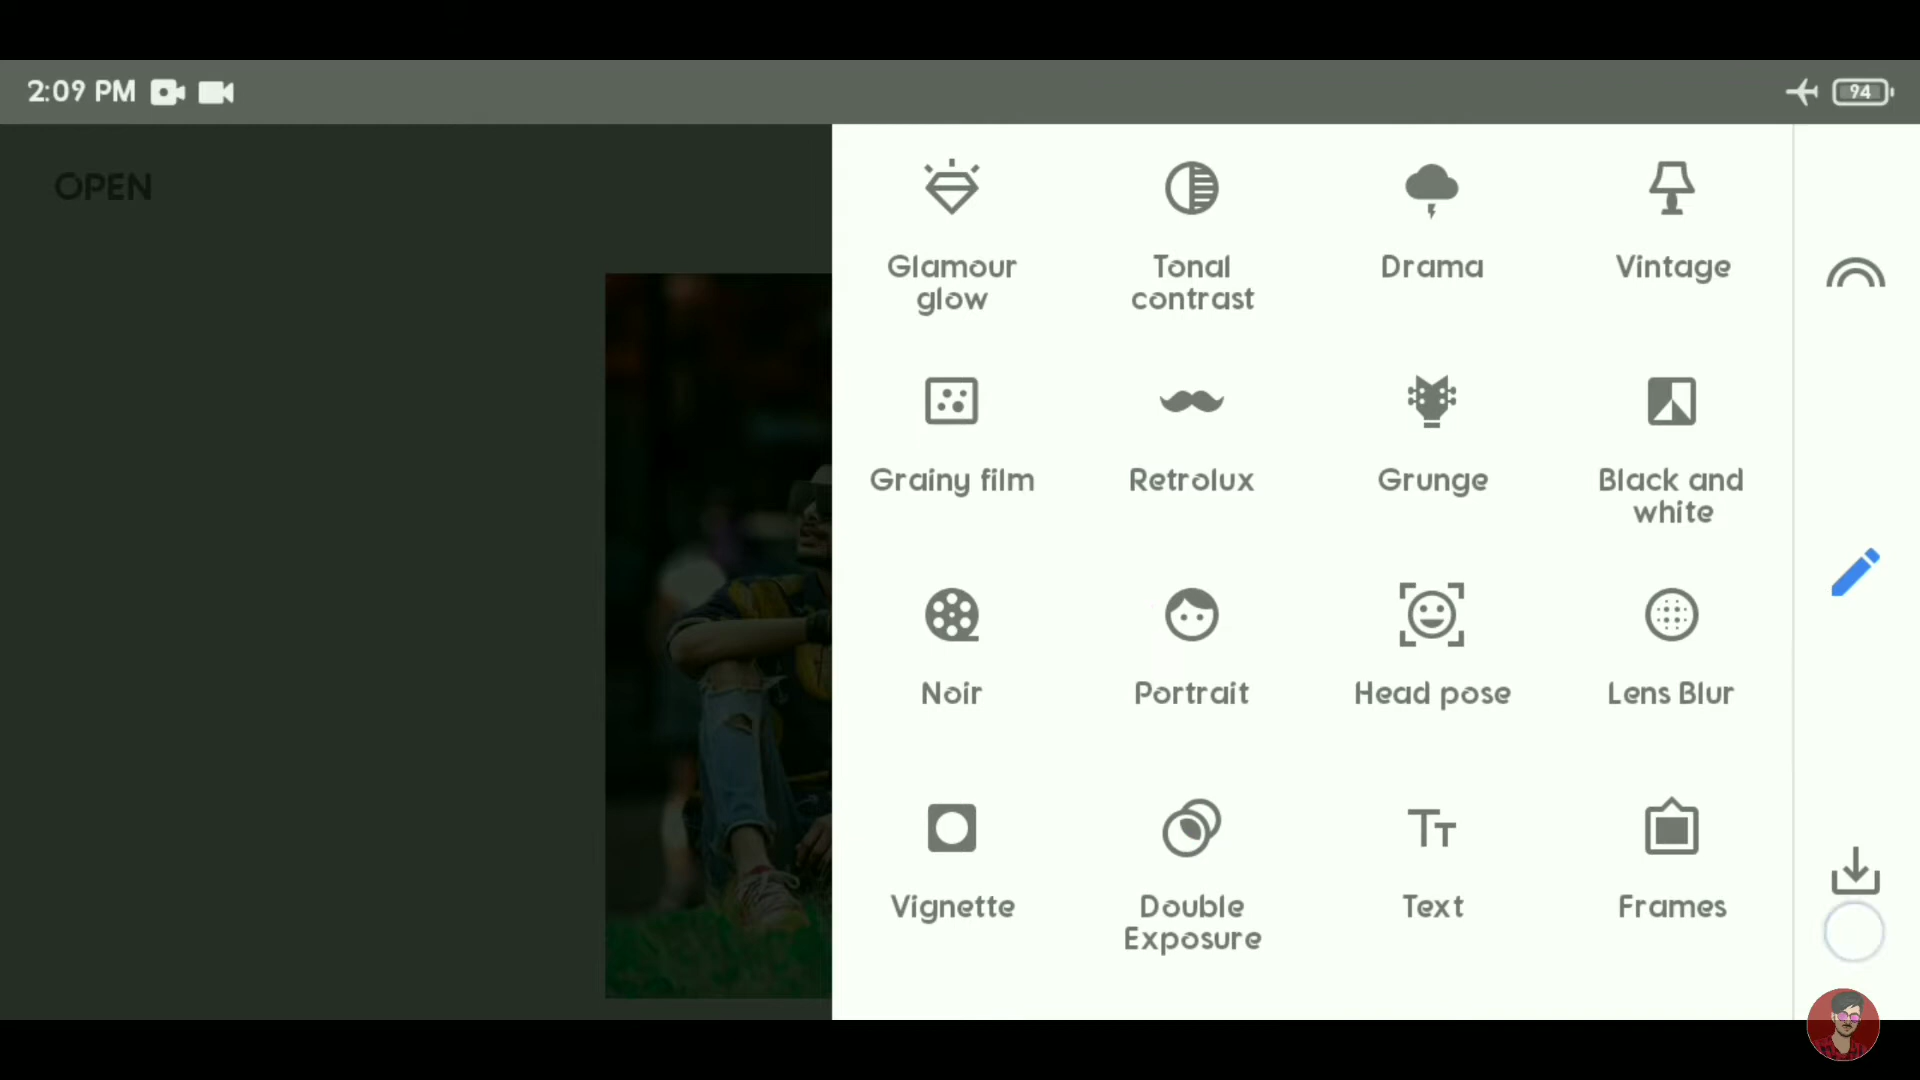 2:09 PM
94
OPEN
Glamour
glow
Tonal
contrast
Drama
Vintage
Grainy film
Retrolux
Grunge
Black and
white
Noir
Portrait
Head pose
Lens Blur
Vignette
Double
Exposure
Text
Frames